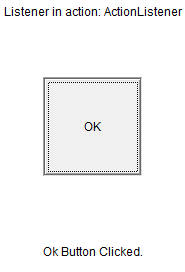 Listener in action: ActionListener
OK
Ok Button Clicked.